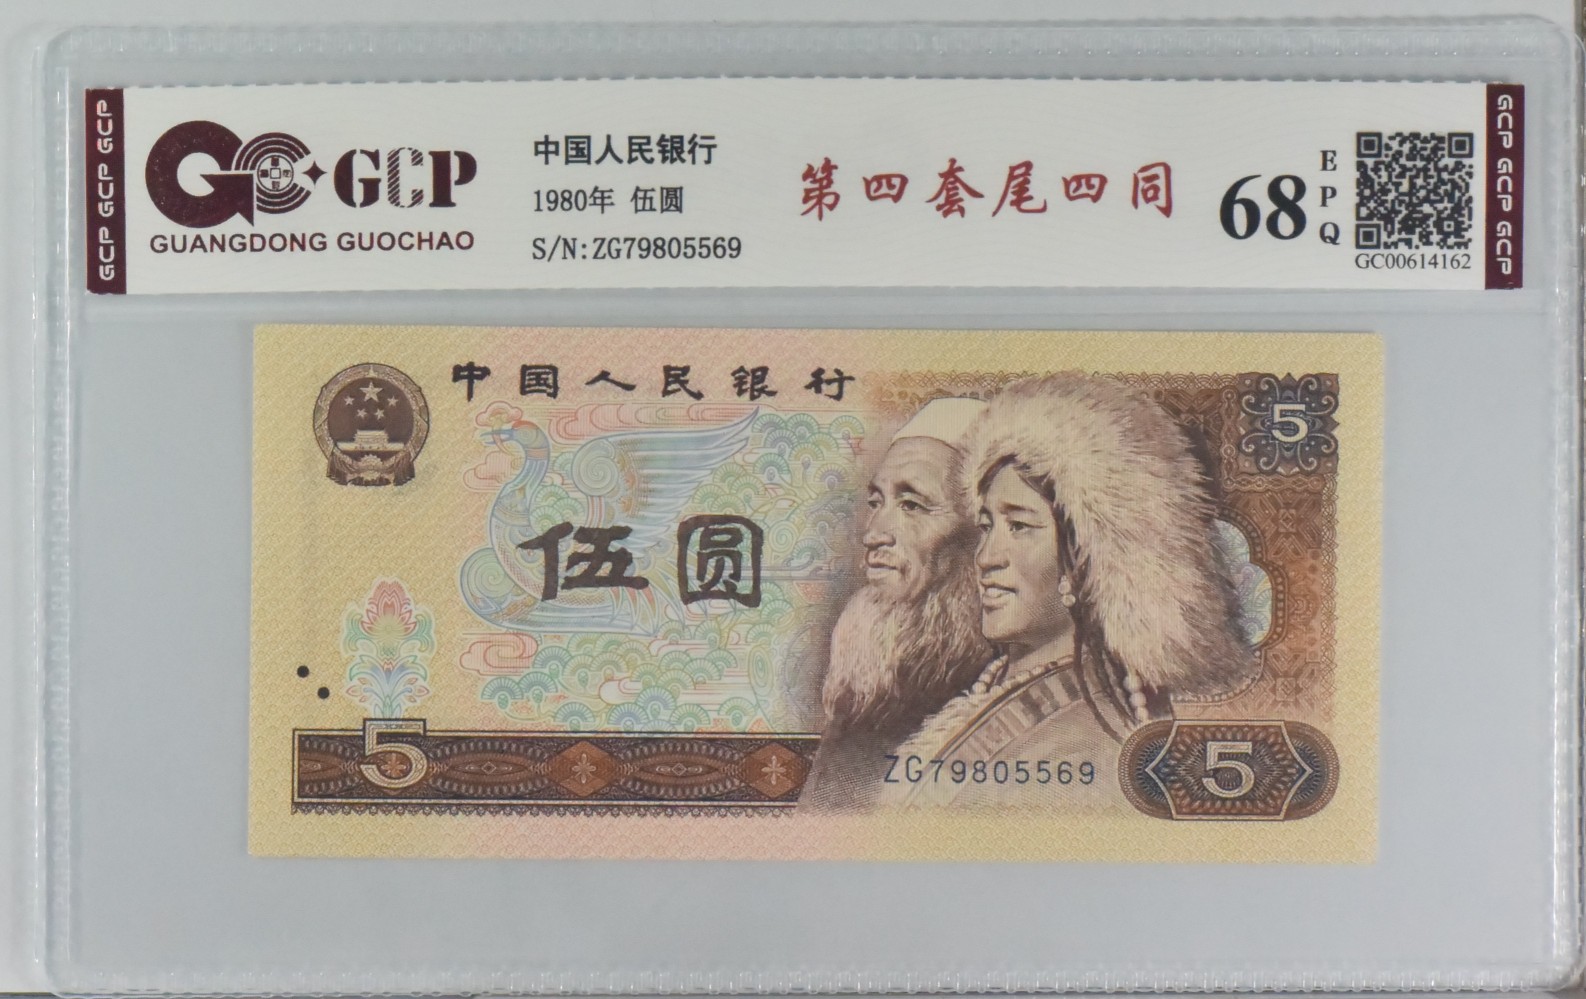 GCP GCP GCP
GCP
GUANGDONG GUOCHAO
中国人民银行
1980年 伍圆
S/N:ZG79805569
第四套尾四同
68
EPQ
GC00614162
GCP GCP GCP
中国人民银行
5
伍圆
5
ZG79805569
5